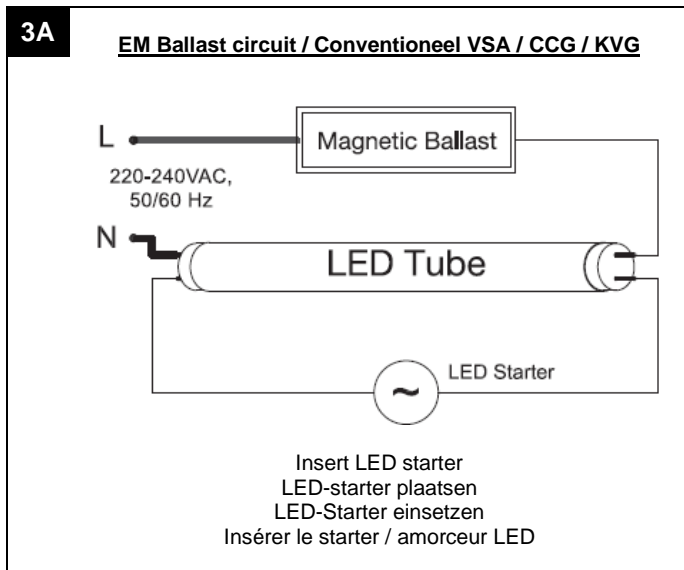 3A
EM Ballast circuit / Conventioneel VSA / CCG / KVG
L
Magnetic Ballast
220-240VAC,
50/60 Hz
N
LED Tube
LED Starter
~
Insert LED starter
LED-starter plaatsen
LED-Starter einsetzen
Insérer le starter / amorceur LED